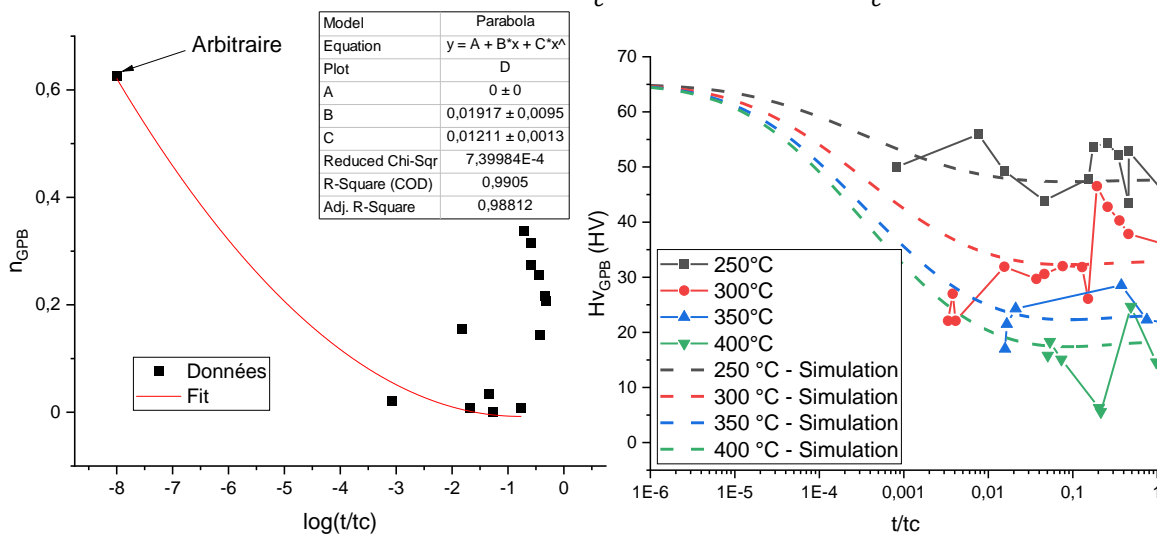 c c
Arbitraire
Model Parabola
Equation y = A + B*x + C*x^
Plot D
A 0 ± 0
B 0,01917 ± 0,0095
C 0,01211 ± 0,0013
Reduced Chi-Sqr 7,39984E-4
R-Square (COD) 0,9905
Adj. R-Square 0,98812
0,6
0,4
0,2
0
nGPB
Données
Fit
-8 -7 -6 -5 -4 -3 -2 -1 0
log(t/tc)
70
60
50
40
30
20
10
0
HvGPB (HV)
250°C
300°C
350°C
400°C
250 °C - Simulation
300 °C - Simulation
350 °C - Simulation
400 °C - Simulation
1E-6 1E-5 1E-4 0,001 0,01 0,1 1
t/tc